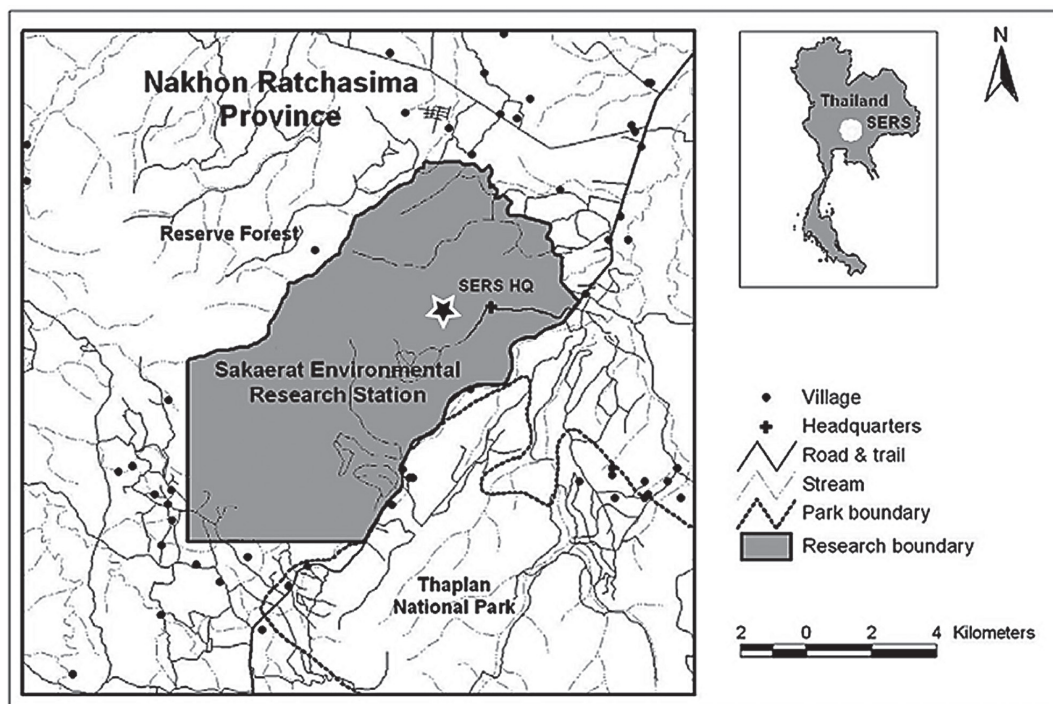 Nakhon Ratchasima
Province
Reserve Forest
SERS HQ
Sakaerat Environmental
Research Station
Thaplan
National Park
Thailand
SERS
N
Village
Headquarters
Road & trail
Stream
Park boundary
Research boundary
2 0 2 4 Kilometers